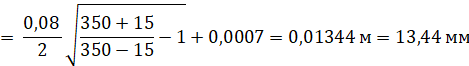 = 0,08/2 √(350 + 15/350 − 15 − 1) + 0,0007 = 0,01344 м = 13,44 мм